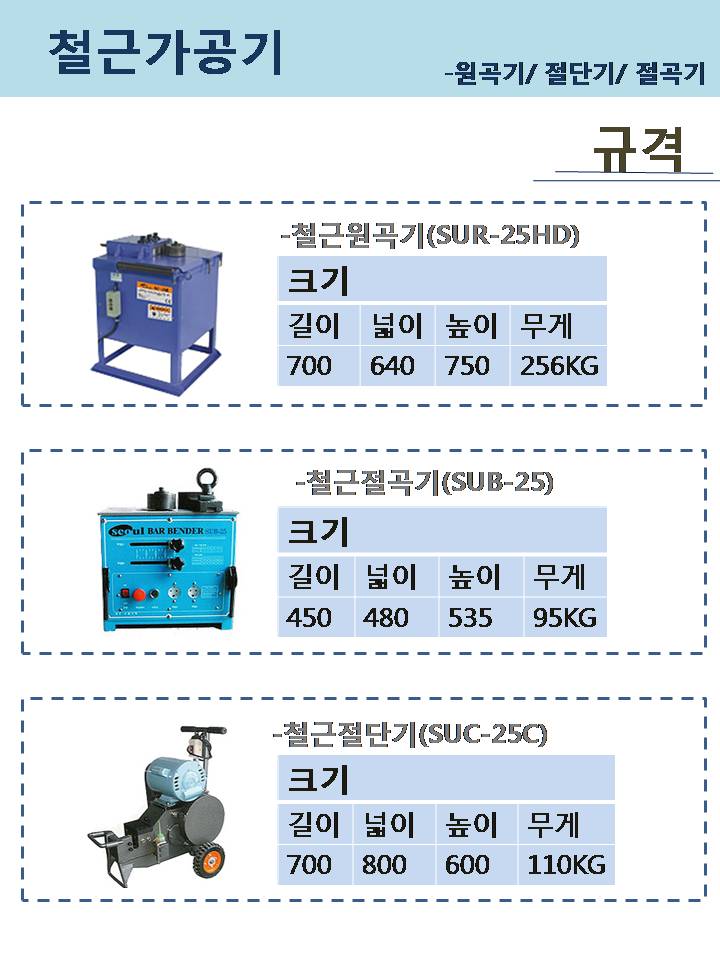 철근가공기
-원곡기/ 절단기/ 절곡기
규격
-철근원곡기(SUR-25HD)
크기
길이 넓이 높이 무게
700 640 750 256KG
-철근절곡기(SUB-25)
크기
길이 넓이 높이 무게
450 480 535 95KG
seoul BAR BENDER SUB-25
-철근절단기(SUC-25C)
크기
길이 넓이 높이 무게
700 800 600 110KG